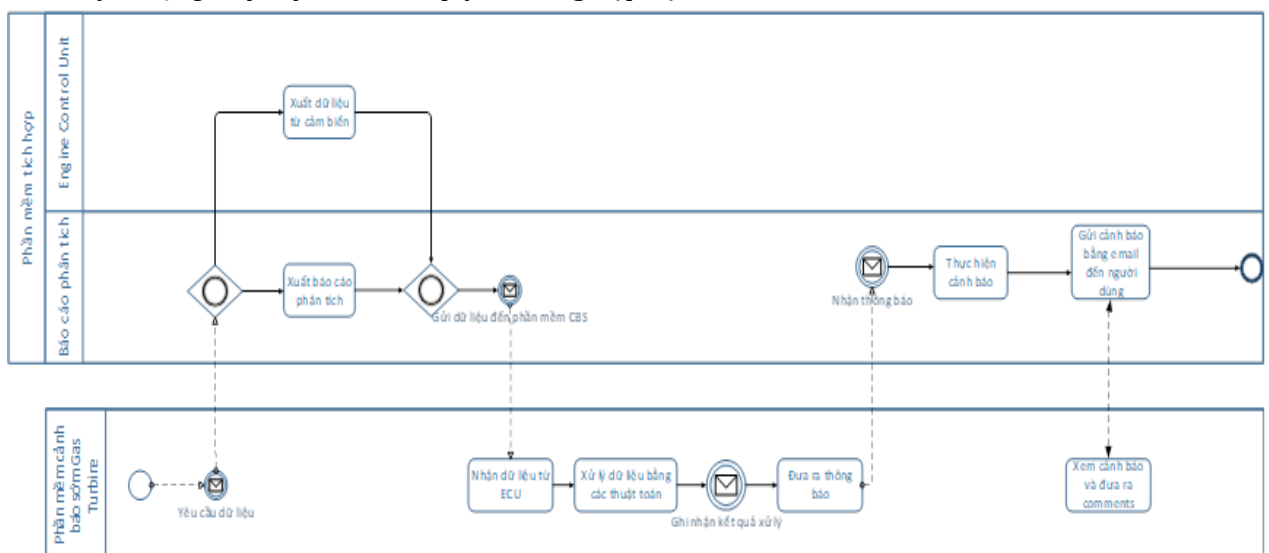 Phần mềm tích hợp
Engine Control Unit
Xuất dữ liệu
từ cảm biến
Báo cáo phân tích
Xuất báo cáo
phân tích
Gửi dữ liệu đến phần mềm CBS
Nhận thông báo
Thực hiện
cảnh báo
Gửi cảnh báo
bằng email
đến người
dùng
Phần mềm cảnh
báo sớm Gas
Turbine
Yêu cầu dữ liệu
Nhận dữ liệu từ
ECU
Xử lý dữ liệu bằng
các thuật toán
Ghi nhận kết quả xử lý
Đưa ra thông
báo
Xem cảnh báo
và đưa ra
comments